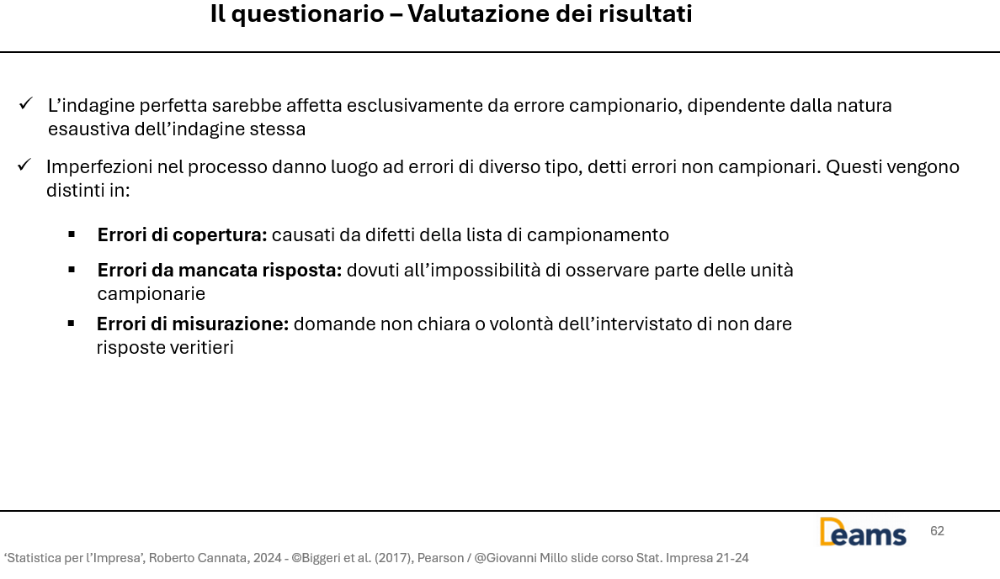 Il questionario – Valutazione dei risultati
✓ L’indagine perfetta sarebbe affetta esclusivamente da errore campionario, dipendente dalla natura
esaustiva dell’indagine stessa
✓ Imperfezioni nel processo danno luogo ad errori di diverso tipo, detti errori non campionari. Questi vengono
distinti in:
▪ Errori di copertura: causati da difetti della lista di campionamento
▪ Errori da mancata risposta: dovuti all’impossibilità di osservare parte delle unità
campionarie
▪ Errori di misurazione: domande non chiara o volontà dell’intervistato di non dare
risposte veritieri
Deams
62
‘Statistica per l’Impresa’, Roberto Cannata, 2024 - ©Biggeri et al. (2017), Pearson / @Giovanni Millo slide corso Stat. Impresa 21-24